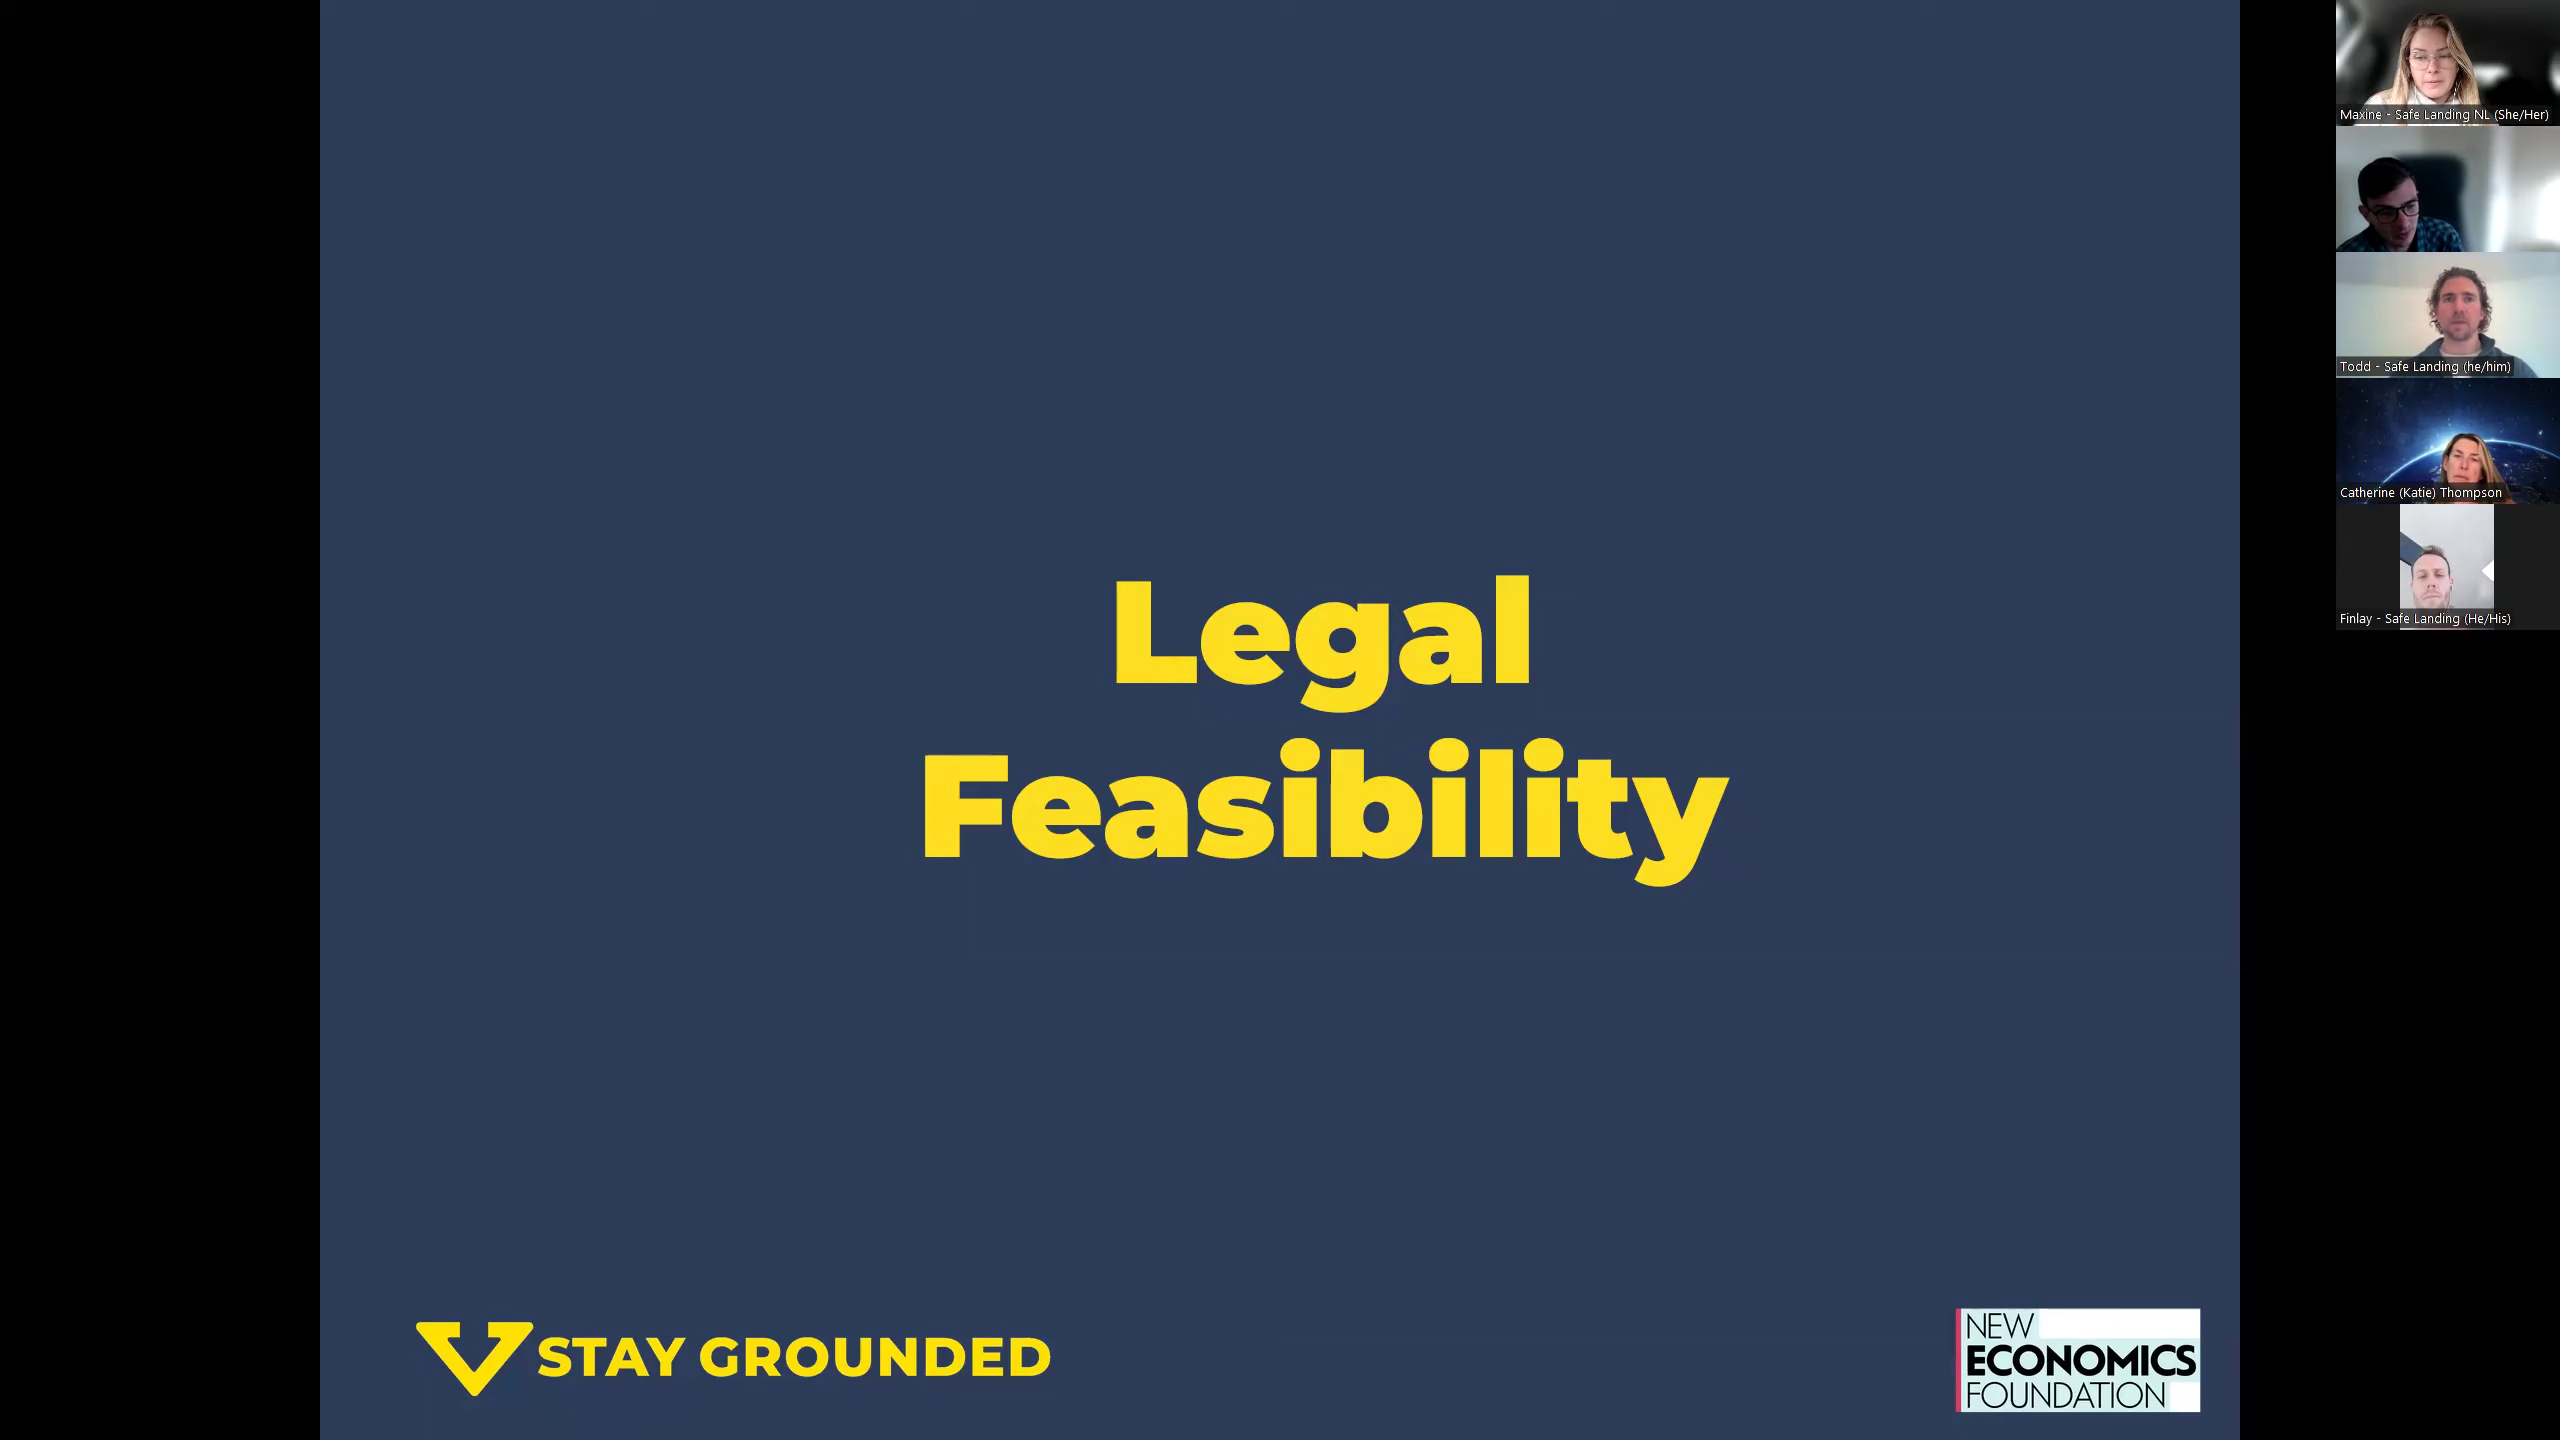 Legal
Feasibility
STAY GROUNDED
NEW
ECONOMICS
FOUNDATION
Maxine - Safe Landing NL (She/Her)
Todd - Safe Landing (he/him)
Catherine (Katie) Thompson
Finlay - Safe Landing (He/His)